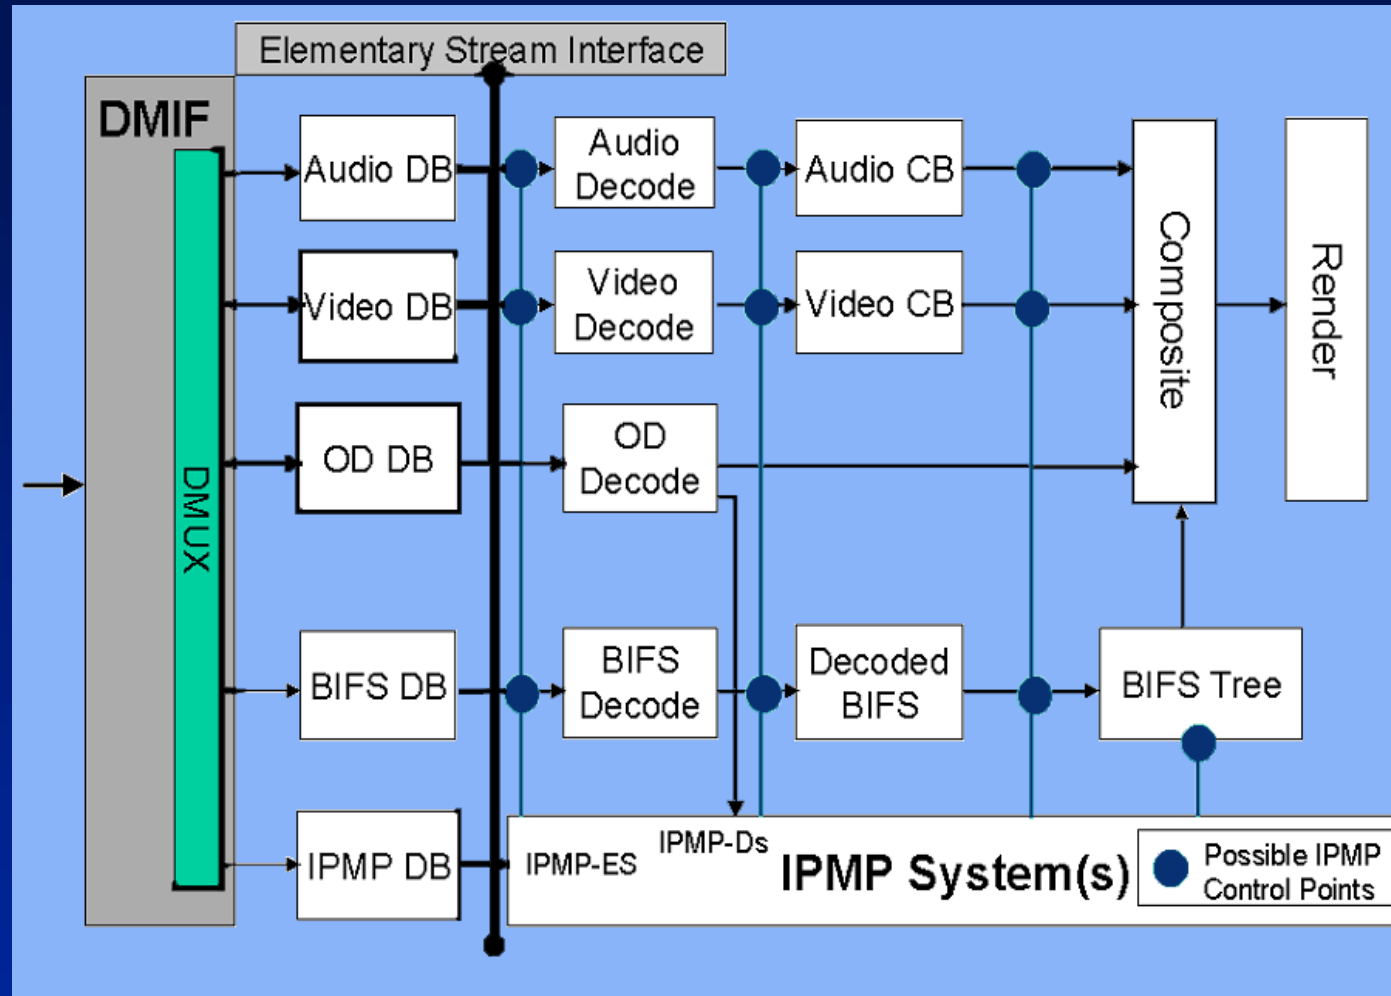 Elementary Stream Interface
DMIF
DMUX
Audio DB
Audio
Decode
Audio CB
Video DB
Video
Decode
Video CB
Composite
Render
OD DB
OD
Decode
BIFS DB
BIFS
Decode
Decoded
BIFS
BIFS Tree
IPMP DB
IPMP-ES
IPMP-Ds
IPMP System(s)
Possible IPMP
Control Points